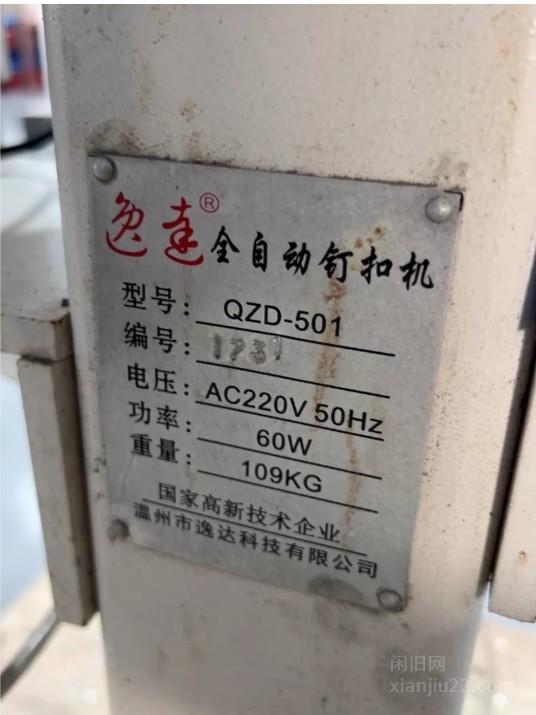 逸達® 全自动钉扣机
型号: QZD-501
编号: 1731
电压: AC220V 50Hz
功率: 60W
重量: 109KG
国家高新技术企业
温州市逸达科技有限公司
闲旧网
xianjiu22.com